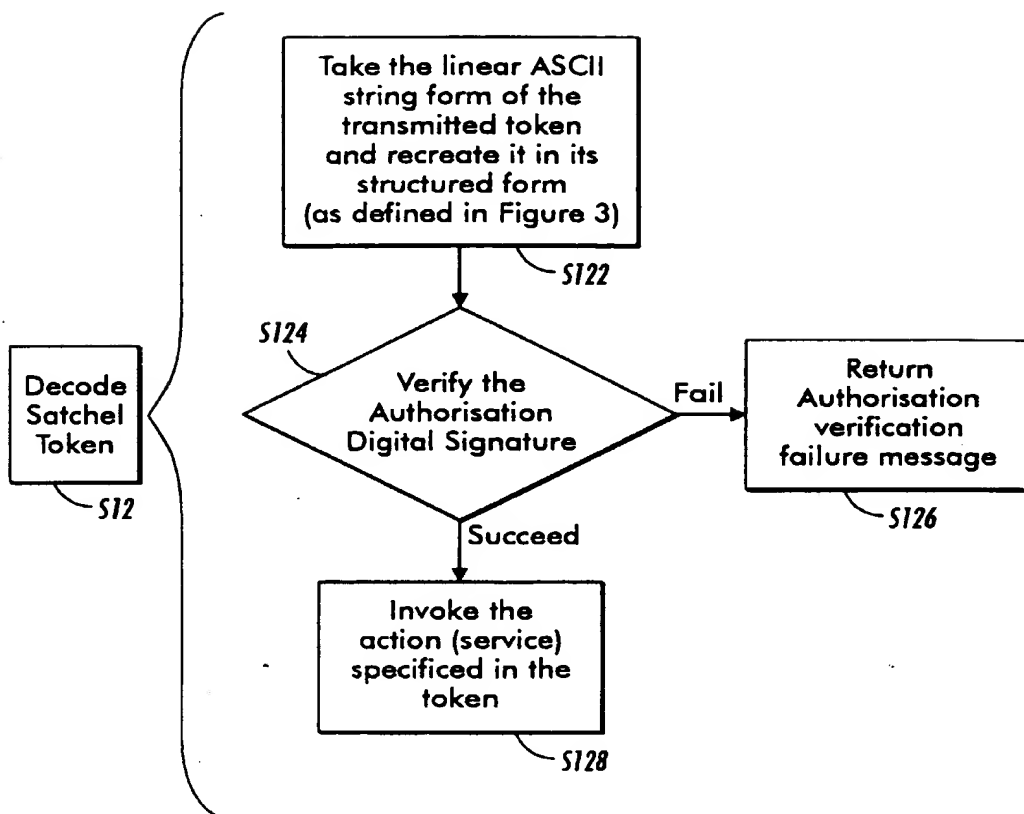 Take the linear ASCII
string form of the
transmitted token
and recreate it in its
structured form
(as defined in Figure 3)
S122
S124
Verify the
Authorisation
Digital Signature
Fail
Return
Authorisation
verification
failure message
S126
Decode
Satchel
Token
S12
Succeed
Invoke the
action (service)
specificed in the
token
S128